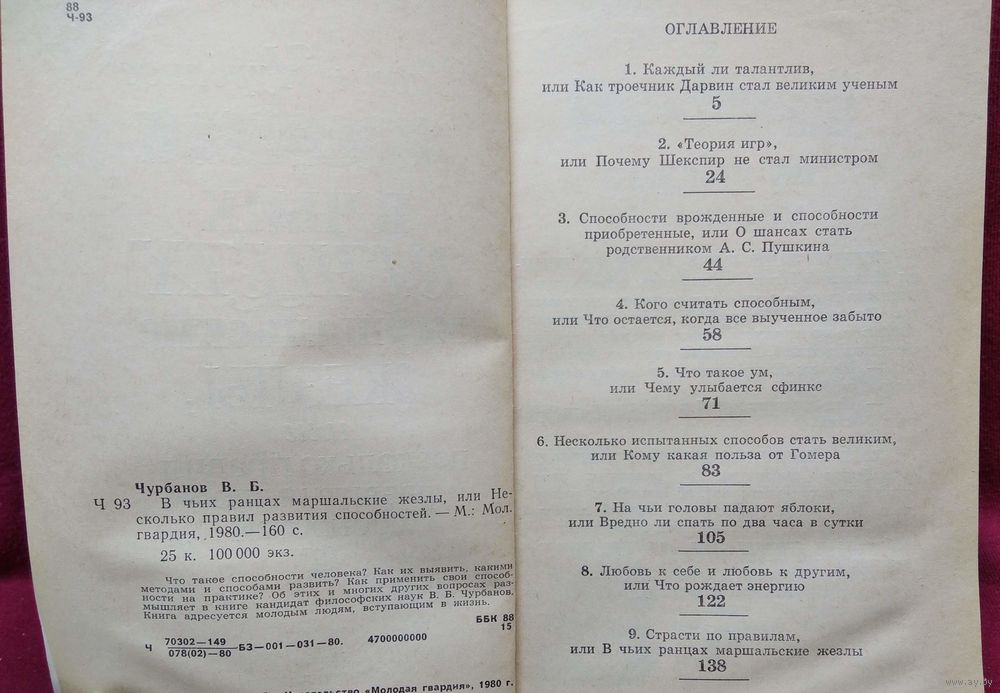 88
Ч-93
Чурбанов В. Б.
Ч 93 В чьих ранцах маршальские жезлы, или Не-
сколько правил развития способностей. — М.: Мол.
гвардия, 1980.—160 с.
25 к. 100 000 экз.
Что такое способности человека? Как их выявить, какими
методами и способами развить? Как применить свои способ-
ности на практике? Об этих и многих других вопросах раз-
мышляет в книге кандидат философских наук В. Б. Чурбанов.
Книга адресуется молодым людям, вступающим в жизнь.
ББК 88
15
Ч 70302—149
078(02)—80 БЗ—001—031—80. 4700000000
«Молодая гвардия», 1980 г.
ОГЛАВЛЕНИЕ
1. Каждый ли талантлив,
или Как троечник Дарвин стал великим ученым
5
2. «Теория игр»,
или Почему Шекспир не стал министром
24
3. Способности врожденные и способности
приобретенные, или О шансах стать
родственником А. С. Пушкина
44
4. Кого считать способным,
или Что остается, когда все выученное забыто
58
5. Что такое ум,
или Чему улыбается сфинкс
71
6. Несколько испытанных способов стать великим,
или Кому какая польза от Гомера
83
7. На чьи головы падают яблоки,
или Вредно ли спать по два часа в сутки
105
8. Любовь к себе и любовь к другим,
или Что рождает энергию
122
9. Страсти по правилам,
или В чьих ранцах маршальские жезлы
138
www.ay.by